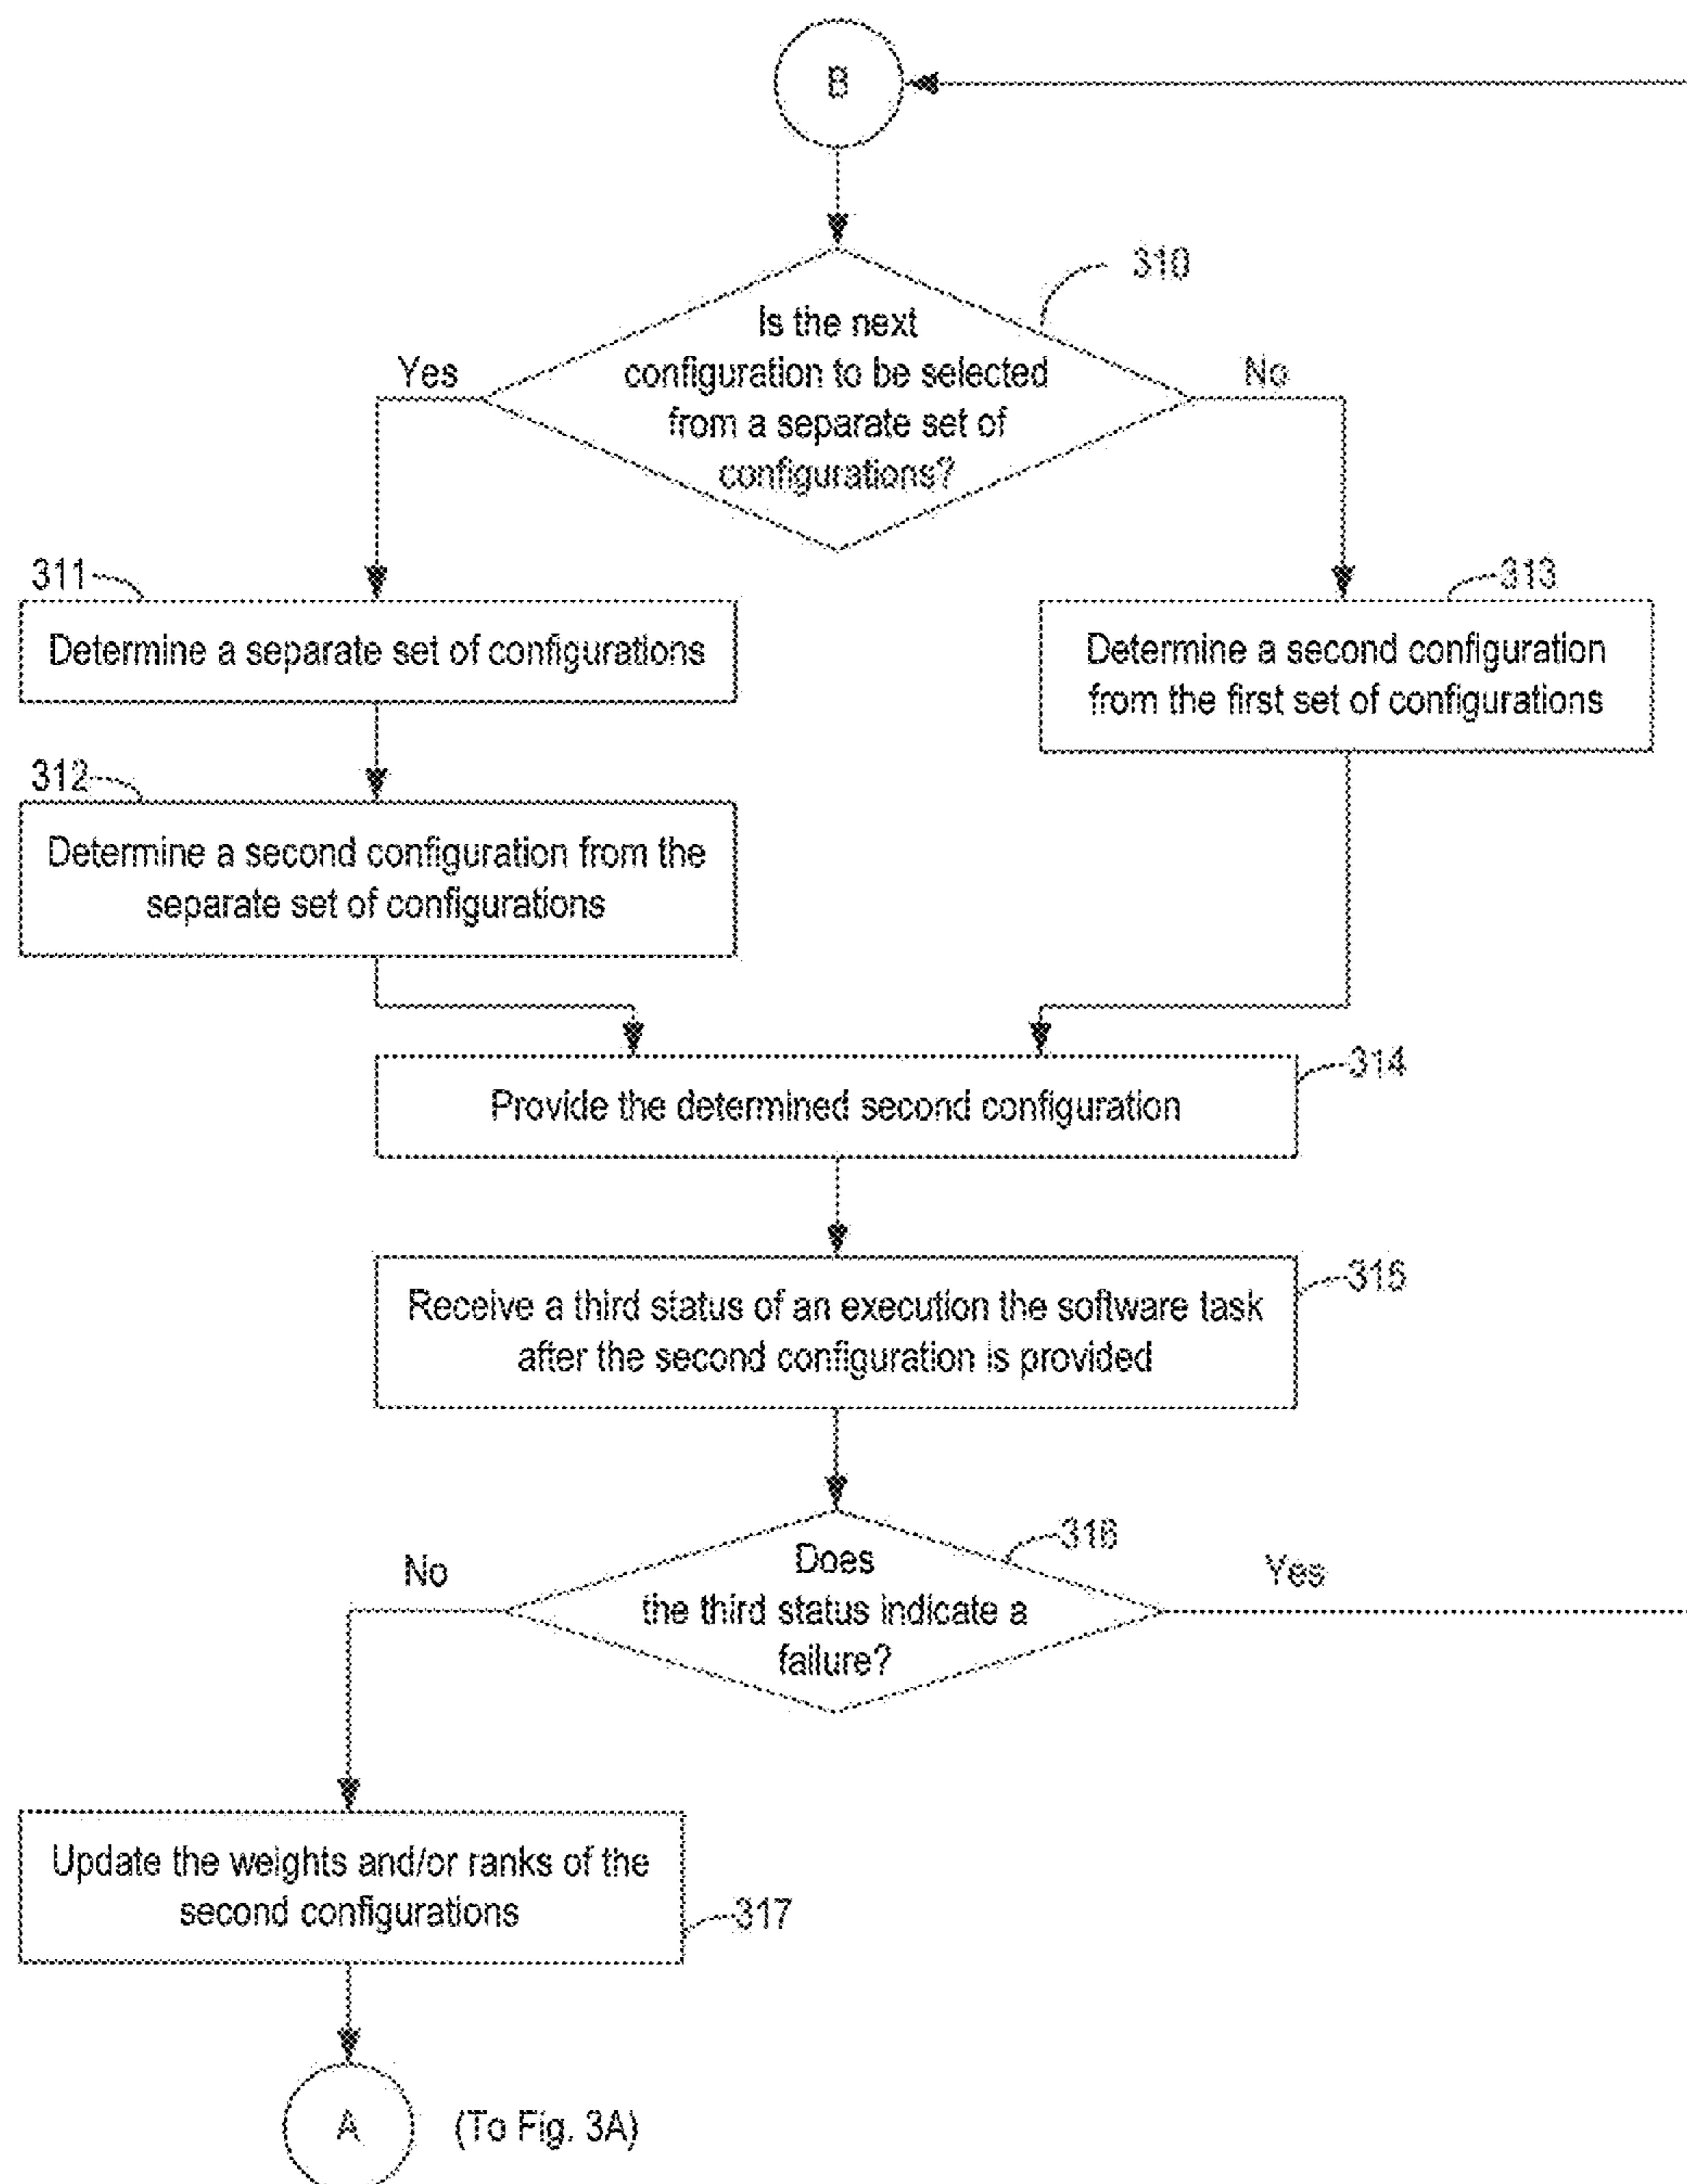 B
310
Is the next
Yes
configuration to be selected
No
from a separate set of
configurations?
311
313
Determine a separate set of configurations
Determine a second configuration
from the first set of configurations
312
Determine a second configuration from the
separate set of configurations
314
Provide the determined second configuration
315
Receive a third status of an execution the software task
after the second configuration is provided
316
Does
No
Yes
the third status indicate a
failure?
Update the weights and/or ranks of the
second configurations
317
A
(To Fig. 3A)